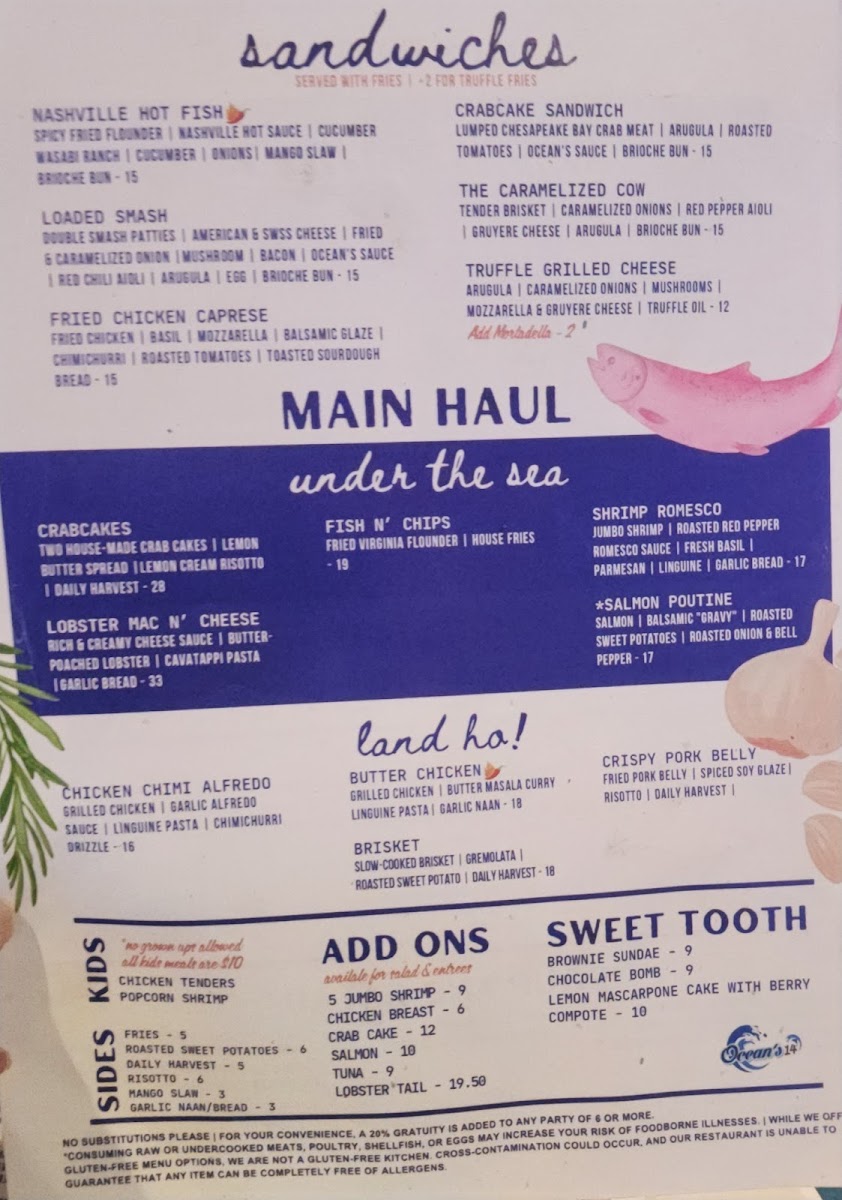 sandwiches
SERVED WITH FRIES | +2 FOR TRUFFLE FRIES
NASHVILLE HOT FISH
SPICY FRIED FLOUNDER | NASHVILLE HOT SAUCE | CUCUMBER
WASABI RANCH | CUCUMBER | ONIONS| MANGO SLAW |
BRIOCHE BUN - 15
LOADED SMASH
DOUBLE SMASH PATTIES | AMERICAN & SWSS CHEESE | FRIED
& CARAMELIZED ONION |MUSHROOM | BACON | OCEAN'S SAUCE
| RED CHILI AIOLI | ARUGULA | EGG | BRIOCHE BUN - 15
FRIED CHICKEN CAPRESE
FRIED CHICKEN | BASIL | MOZZARELLA | BALSAMIC GLAZE |
CHIMICHURRI | ROASTED TOMATOES | TOASTED SOURDOUGH
BREAD - 15
CRABCAKE SANDWICH
LUMPED CHESAPEAKE BAY CRAB MEAT | ARUGULA | ROASTED
TOMATOES | OCEAN'S SAUCE | BRIOCHE BUN - 15
THE CARAMELIZED COW
TENDER BRISKET | CARAMELIZED ONIONS | RED PEPPER AIOLI
| GRUYERE CHEESE | ARUGULA | BRIOCHE BUN - 15
TRUFFLE GRILLED CHEESE
ARUGULA | CARAMELIZED ONIONS | MUSHROOMS |
MOZZARELLA & GRUYERE CHEESE | TRUFFLE OIL - 12
Add Mortadella - 2
MAIN HAUL
under the sea
CRABCAKES
TWO HOUSE-MADE CRAB CAKES | LEMON
BUTTER SPREAD |LEMON CREAM RISOTTO
| DAILY HARVEST - 28
LOBSTER MAC N' CHEESE
RICH & CREAMY CHEESE SAUCE | BUTTER-
POACHED LOBSTER | CAVATAPPI PASTA
|GARLIC BREAD - 33
FISH N' CHIPS
FRIED VIRGINIA FLOUNDER | HOUSE FRIES
- 19
SHRIMP ROMESCO
JUMBO SHRIMP | ROASTED RED PEPPER
ROMESCO SAUCE | FRESH BASIL |
PARMESAN | LINGUINE | GARLIC BREAD - 17
*SALMON POUTINE
SALMON | BALSAMIC "GRAVY" | ROASTED
SWEET POTATOES | ROASTED ONION & BELL
PEPPER - 17
land ho!
CHICKEN CHIMI ALFREDO
GRILLED CHICKEN | GARLIC ALFREDO
SAUCE | LINGUINE PASTA | CHIMICHURRI
DRIZZLE - 16
BUTTER CHICKEN
GRILLED CHICKEN | BUTTER MASALA CURRY
LINGUINE PASTA| GARLIC NAAN - 18
BRISKET
SLOW-COOKED BRISKET | GREMOLATA |
ROASTED SWEET POTATO | DAILY HARVEST - 18
CRISPY PORK BELLY
FRIED PORK BELLY | SPICED SOY GLAZE|
RISOTTO | DAILY HARVEST |
KIDS
*no grown ups allowed
all kids meals are $10
CHICKEN TENDERS
POPCORN SHRIMP
SIDES
FRIES - 5
ROASTED SWEET POTATOES - 6
DAILY HARVEST - 5
RISOTTO - 6
MANGO SLAW - 3
GARLIC NAAN/BREAD - 3
ADD ONS
availale for salad & entrees
5 JUMBO SHRIMP - 9
CHICKEN BREAST - 6
CRAB CAKE - 12
SALMON - 10
TUNA - 9
LOBSTER TAIL - 19.50
SWEET TOOTH
BROWNIE SUNDAE - 9
CHOCOLATE BOMB - 9
LEMON MASCARPONE CAKE WITH BERRY
COMPOTE - 10
Ocean's 14
NO SUBSTITUTIONS PLEASE | FOR YOUR CONVENIENCE, A 20% GRATUITY IS ADDED TO ANY PARTY OF 6 OR MORE.
*CONSUMING RAW OR UNDERCOOKED MEATS, POULTRY, SHELLFISH, OR EGGS MAY INCREASE YOUR RISK OF FOODBORNE ILLNESSES. | WHILE WE OFF
GLUTEN-FREE MENU OPTIONS, WE ARE NOT A GLUTEN-FREE KITCHEN. CROSS-CONTAMINATION COULD OCCUR, AND OUR RESTAURANT IS UNABLE TO
GUARANTEE THAT ANY ITEM CAN BE COMPLETELY FREE OF ALLERGENS.